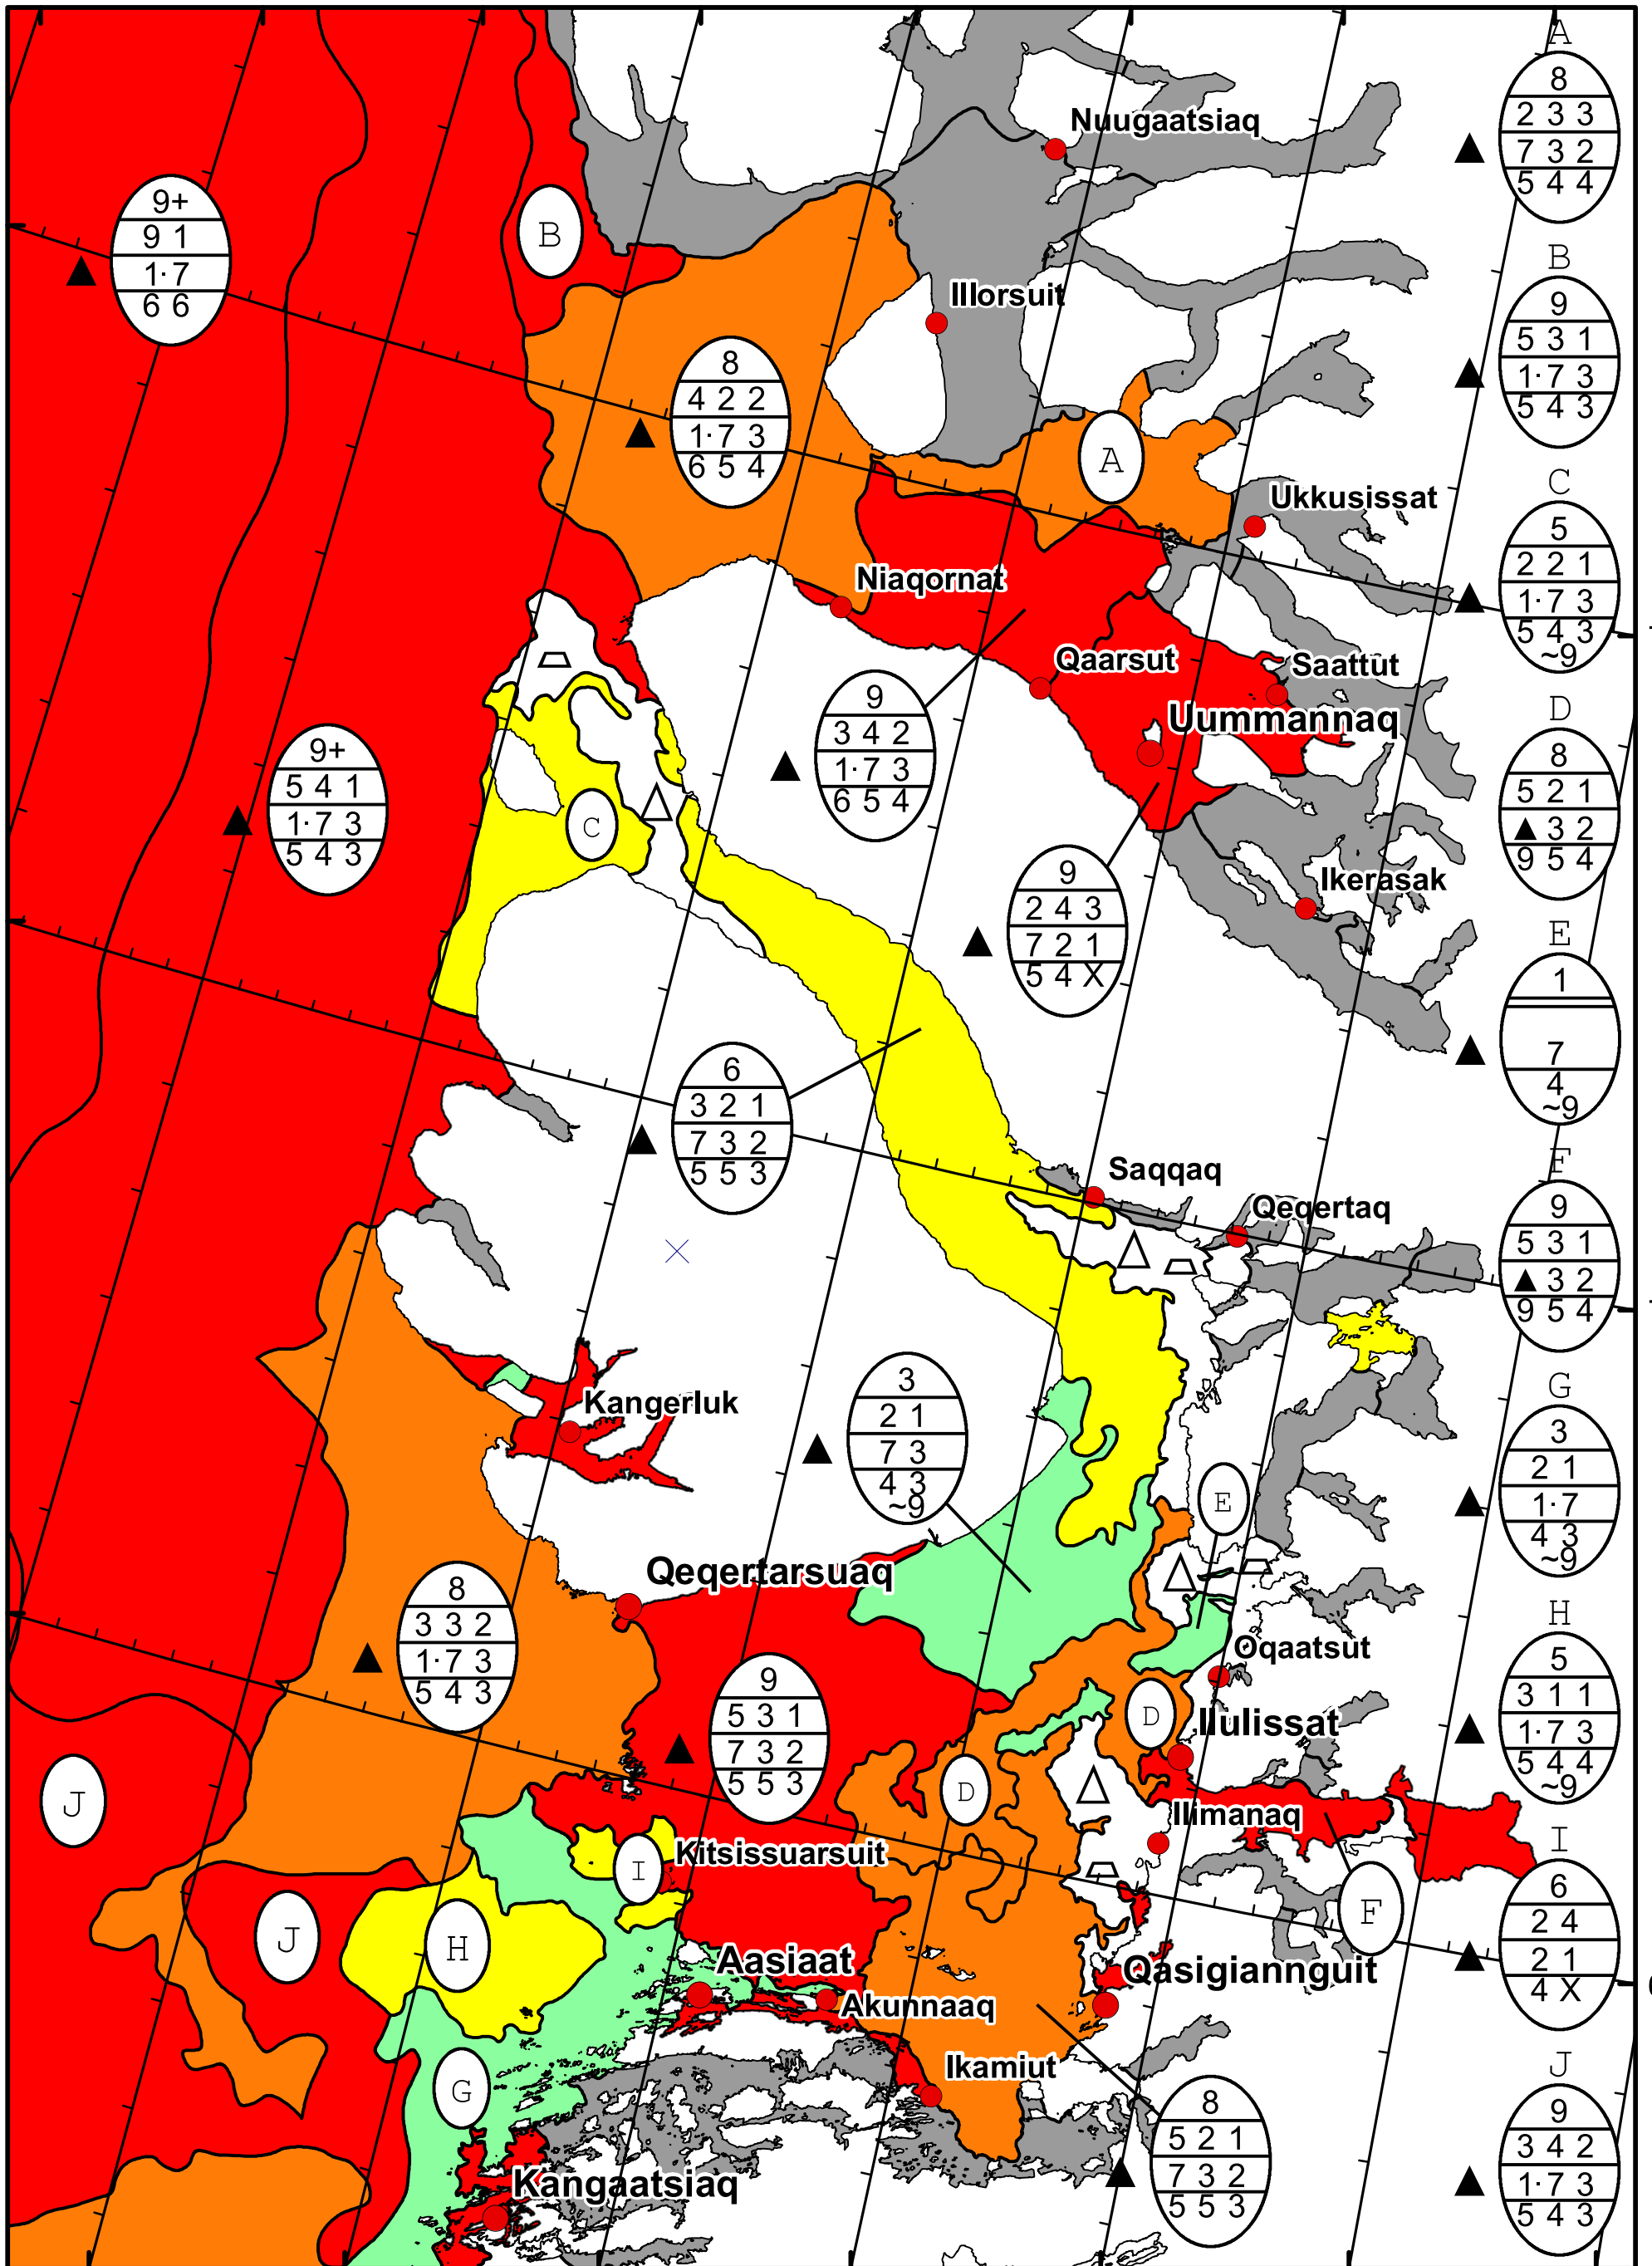 A
8
2 3 3
7 3 2
5 4 4
Nuugaatsiaq
9+
9 1
1· 7
6 6
B
B
9
5 3 1
1· 7 3
5 4 3
Illorsuit
8
4 2 2
1· 7 3
6 5 4
A
C
5
2 2 1
1· 7 3
5 4 3
~9
Ukkusissat
Niaqornat
Qaarsut
Saattut
Uummannaq
9
3 4 2
1· 7 3
6 5 4
D
8
5 2 1
▲ 3 2
9 5 4
9+
5 4 1
1· 7 3
5 4 3
C
9
2 4 3
7 2 1
5 4 X
Ikerasak
E
1
7
4
~9
6
3 2 1
7 3 2
5 5 3
Saqqaq
Qeqertaq
F
9
5 3 1
▲ 3 2
9 5 4
Kangerluk
3
2 1
7 3
4 3
~9
G
3
2 1
1· 7
4 3
~9
E
Qeqertarsuaq
8
3 3 2
1· 7 3
5 4 3
Oqaatsut
H
5
3 1 1
1· 7 3
5 4 4
~9
9
5 3 1
7 3 2
5 5 3
D
Ilulissat
D
J
Ilimanaq
Kitsissuarsuit
I
I
6
2 4
2 1
4 X
F
J
H
Aasiaat
Qasigiannguit
Akunnaaq
Ikamiut
G
J
9
3 4 2
1· 7 3
5 4 3
8
5 2 1
7 3 2
5 5 3
Kangaatsiaq